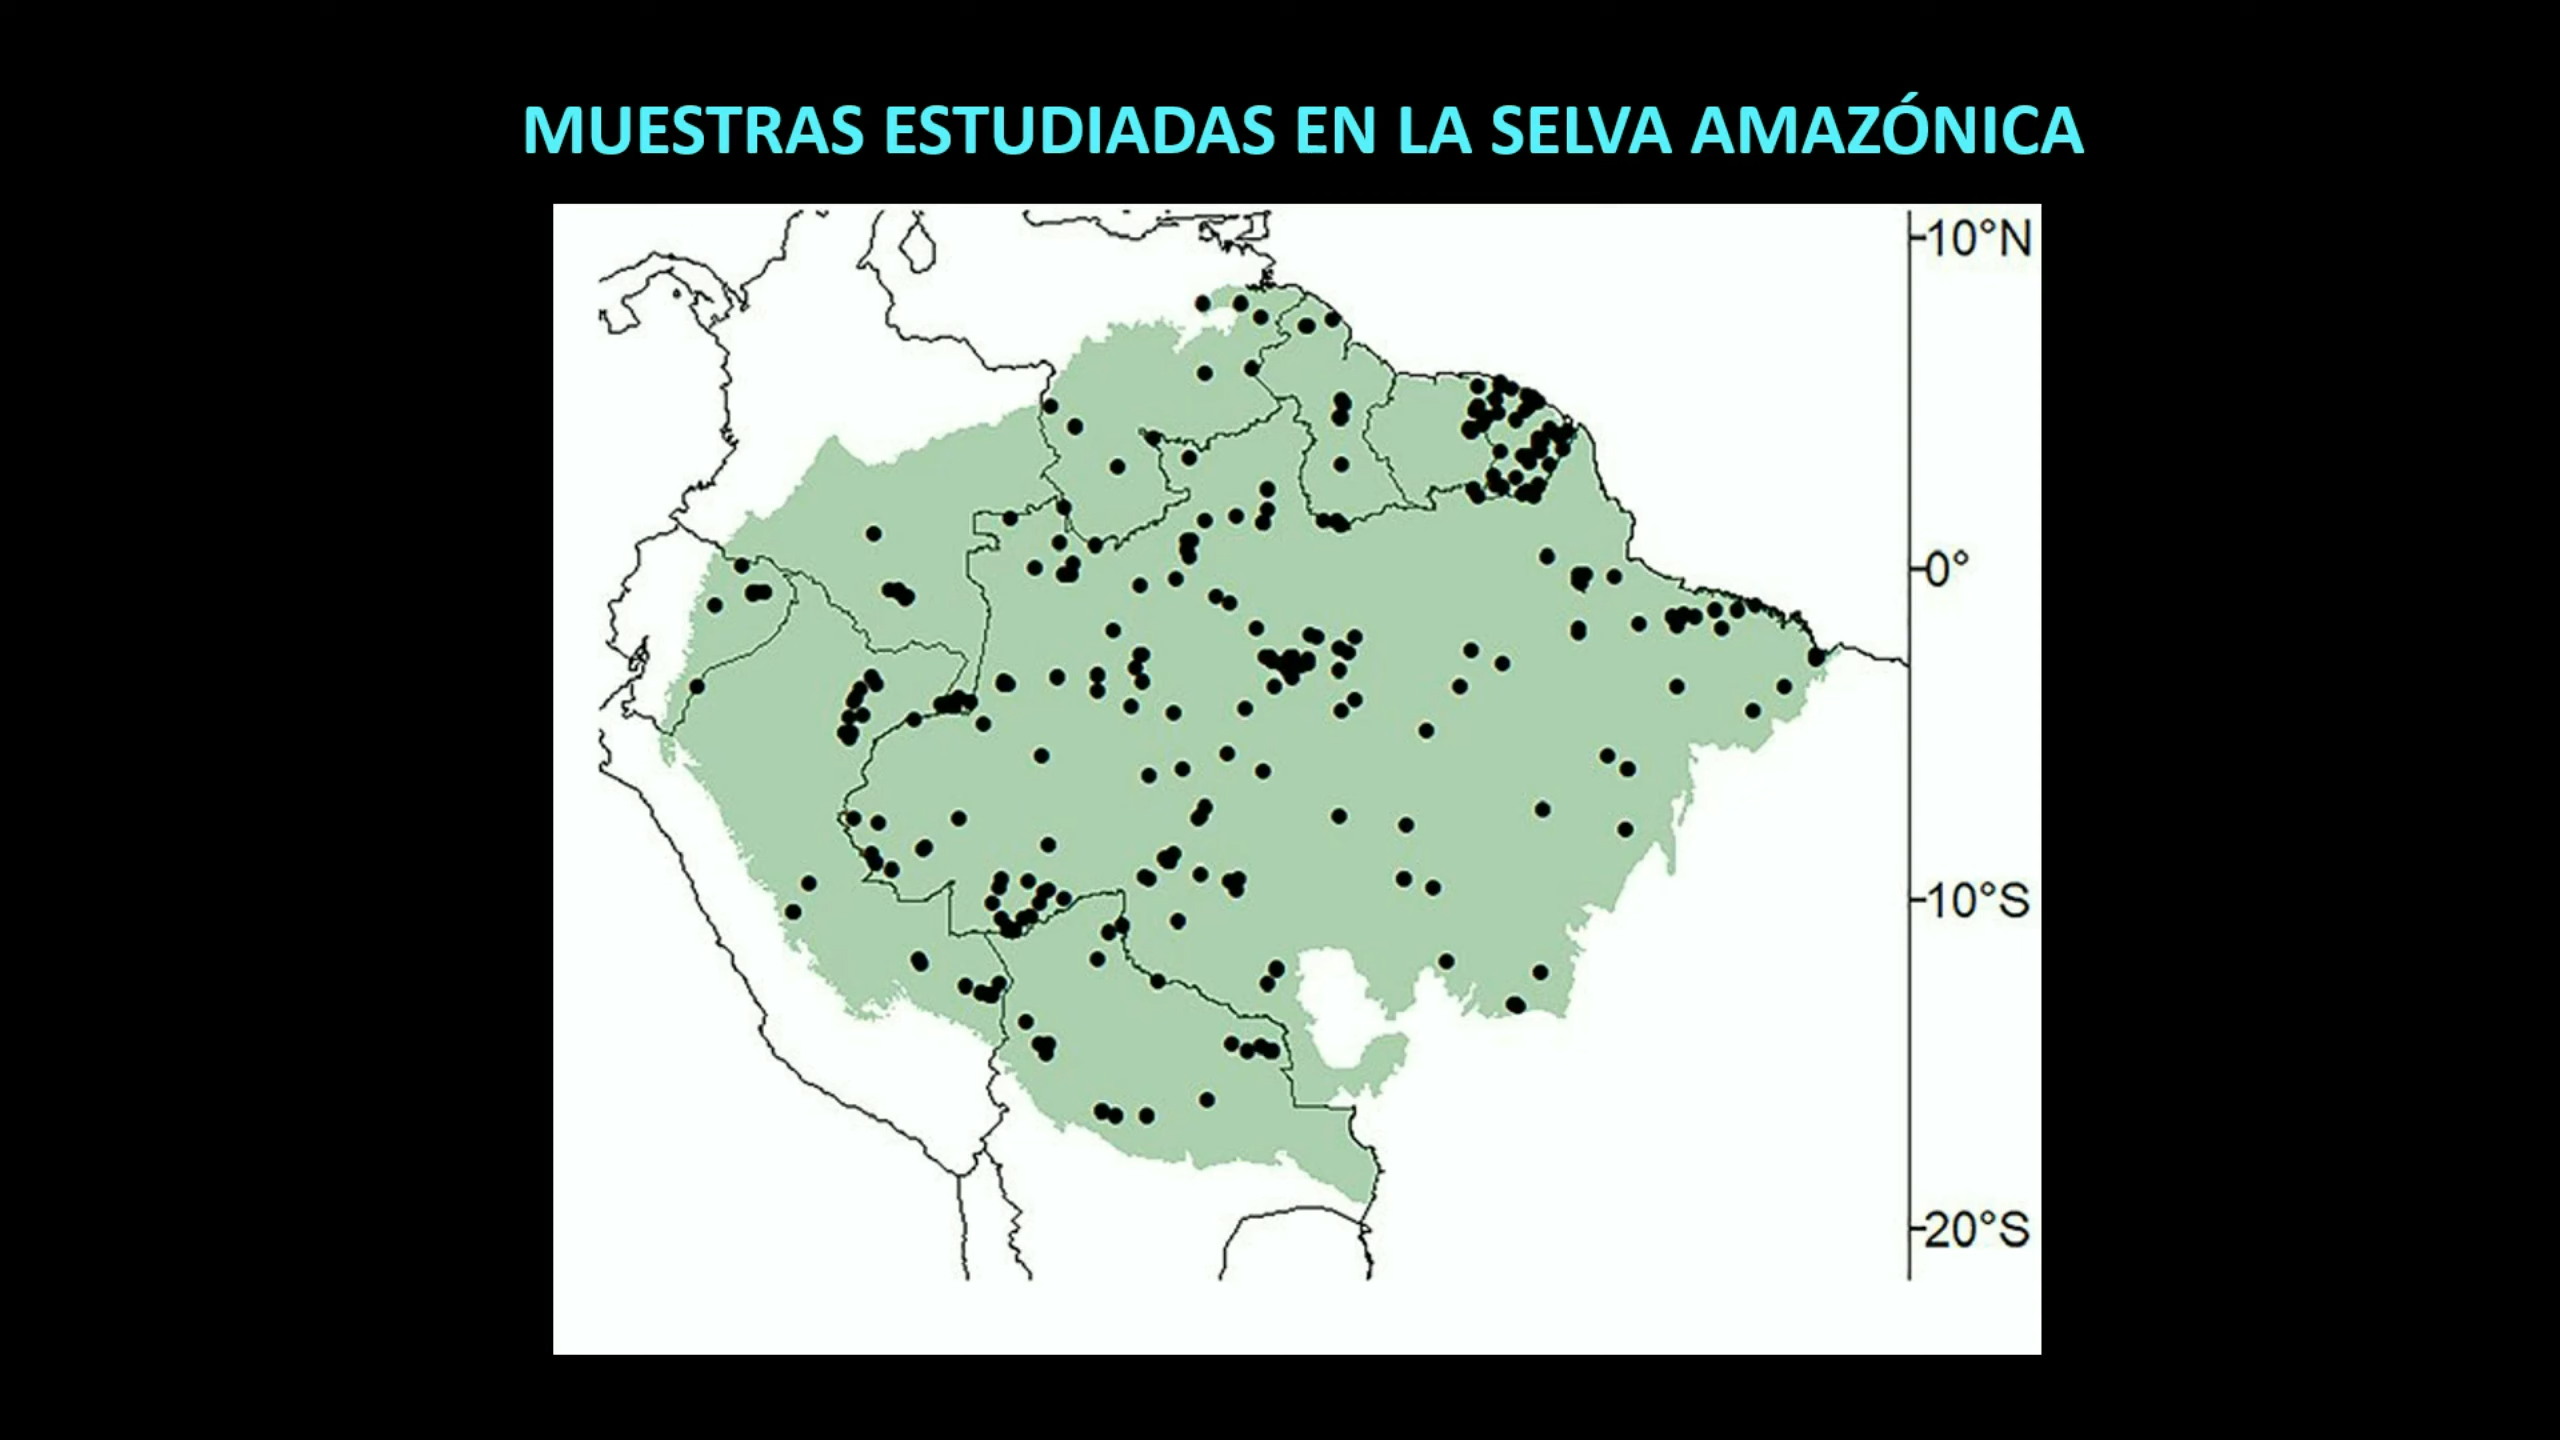 MUESTRAS ESTUDIADAS EN LA SELVA AMAZÓNICA
10°N
0°
10°S
20°S